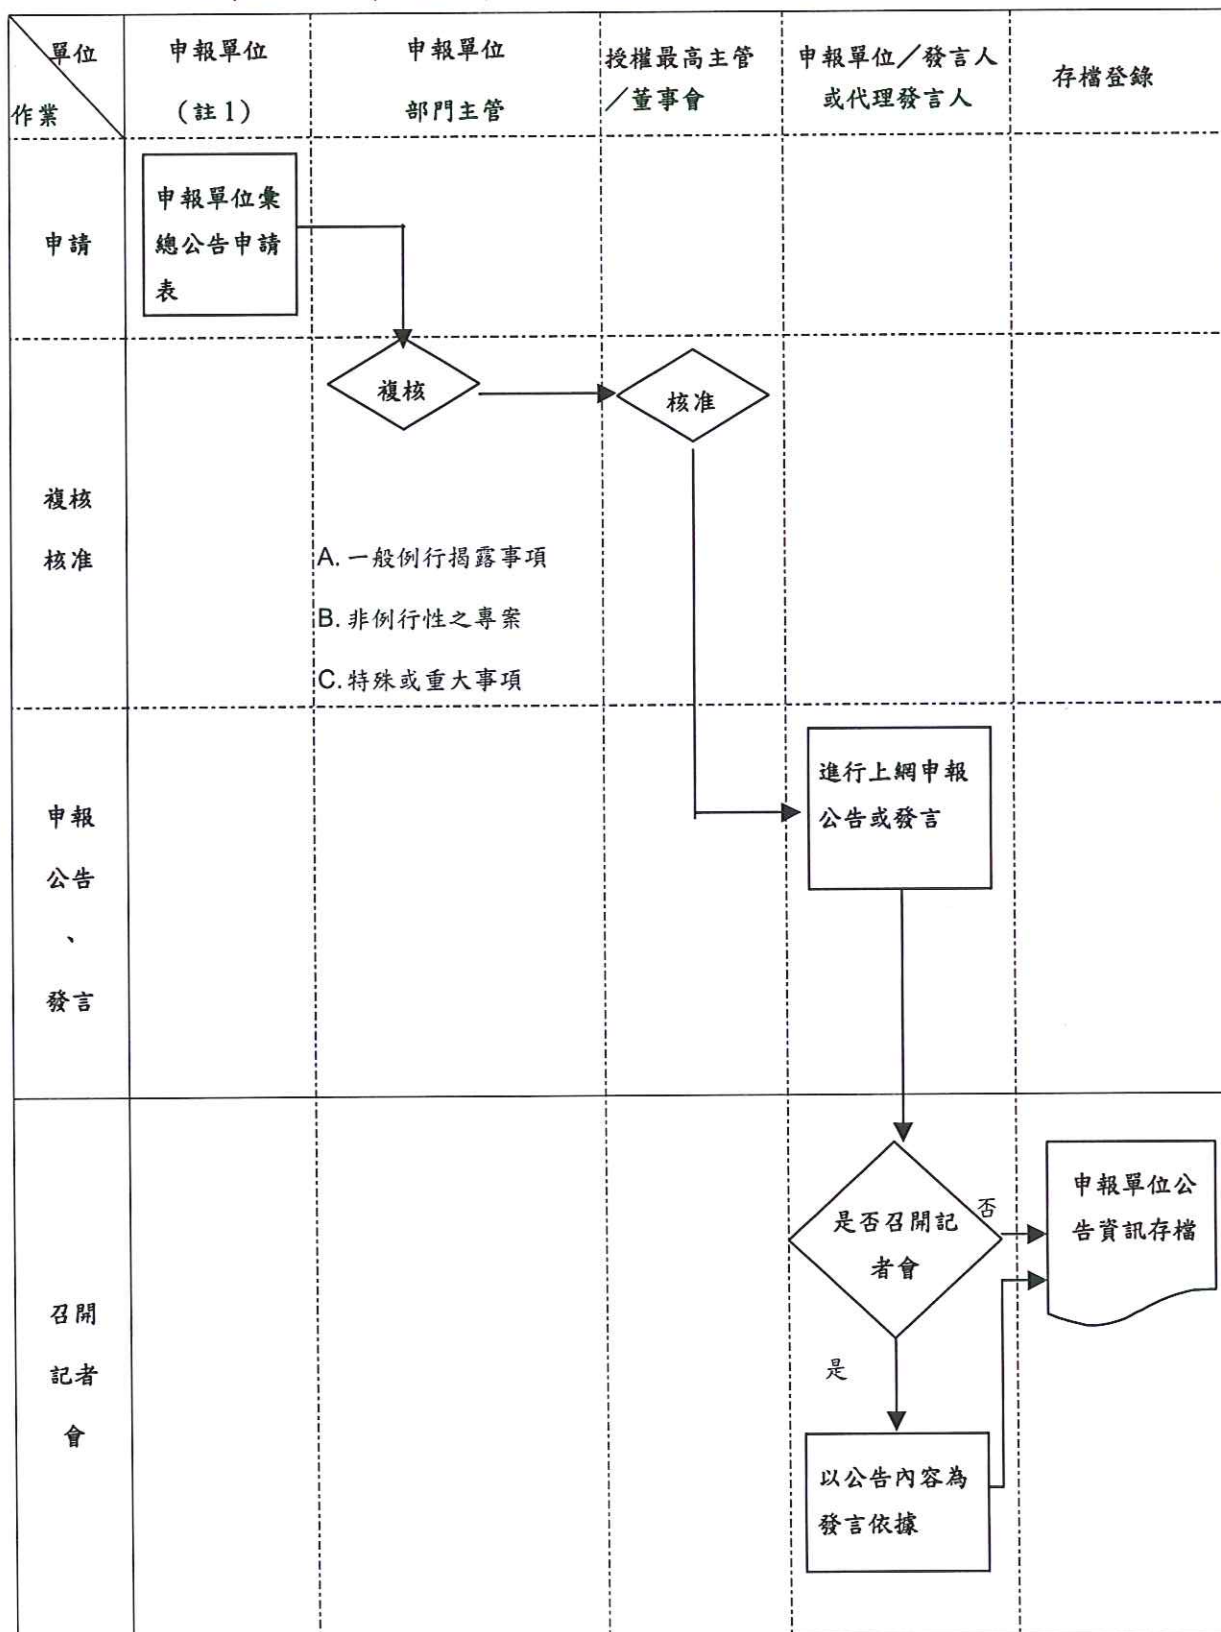 單位
作業
申報單位
(註1)
申報單位
部門主管
授權最高主管
／董事會
申報單位／發言人
或代理發言人
存檔登錄
申請
申報單位彙
總公告申請
表
複核
核准
複核
核准
A. 一般例行揭露事項
B. 非例行性之專案
C. 特殊或重大事項
申報
公告
、
發言
進行上網申報
公告或發言
召開
記者
會
是否召開記
者會
否
是
申報單位公
告資訊存檔
以公告內容為
發言依據